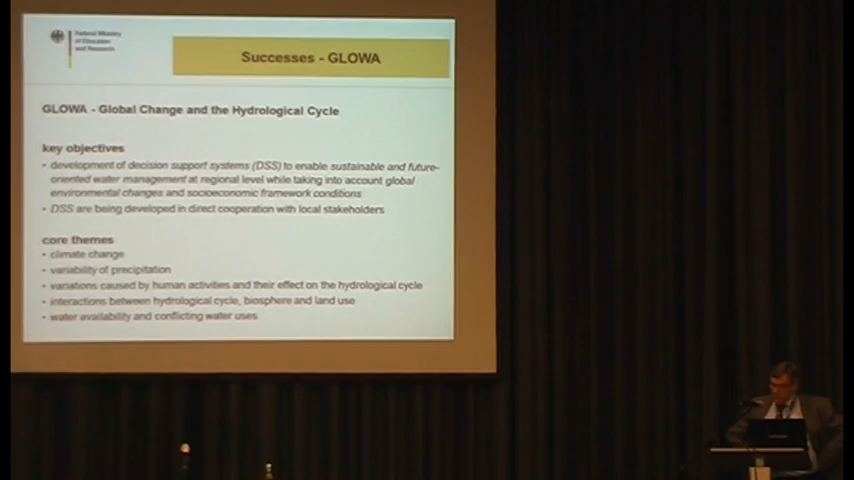 Federal Ministry
of Education
and Research
Successes - GLOWA
GLOWA - Global Change and the Hydrological Cycle
key objectives
• development of decision support systems (DSS) to enable sustainable and future-
oriented water management at regional level while taking into account global
environmental changes and socioeconomic framework conditions
• DSS are being developed in direct cooperation with local stakeholders
core themes
• climate change
• variability of precipitation
• variations caused by human activities and their effect on the hydrological cycle
• interactions between hydrological cycle, biosphere and land use
• water availability and conflicting water uses